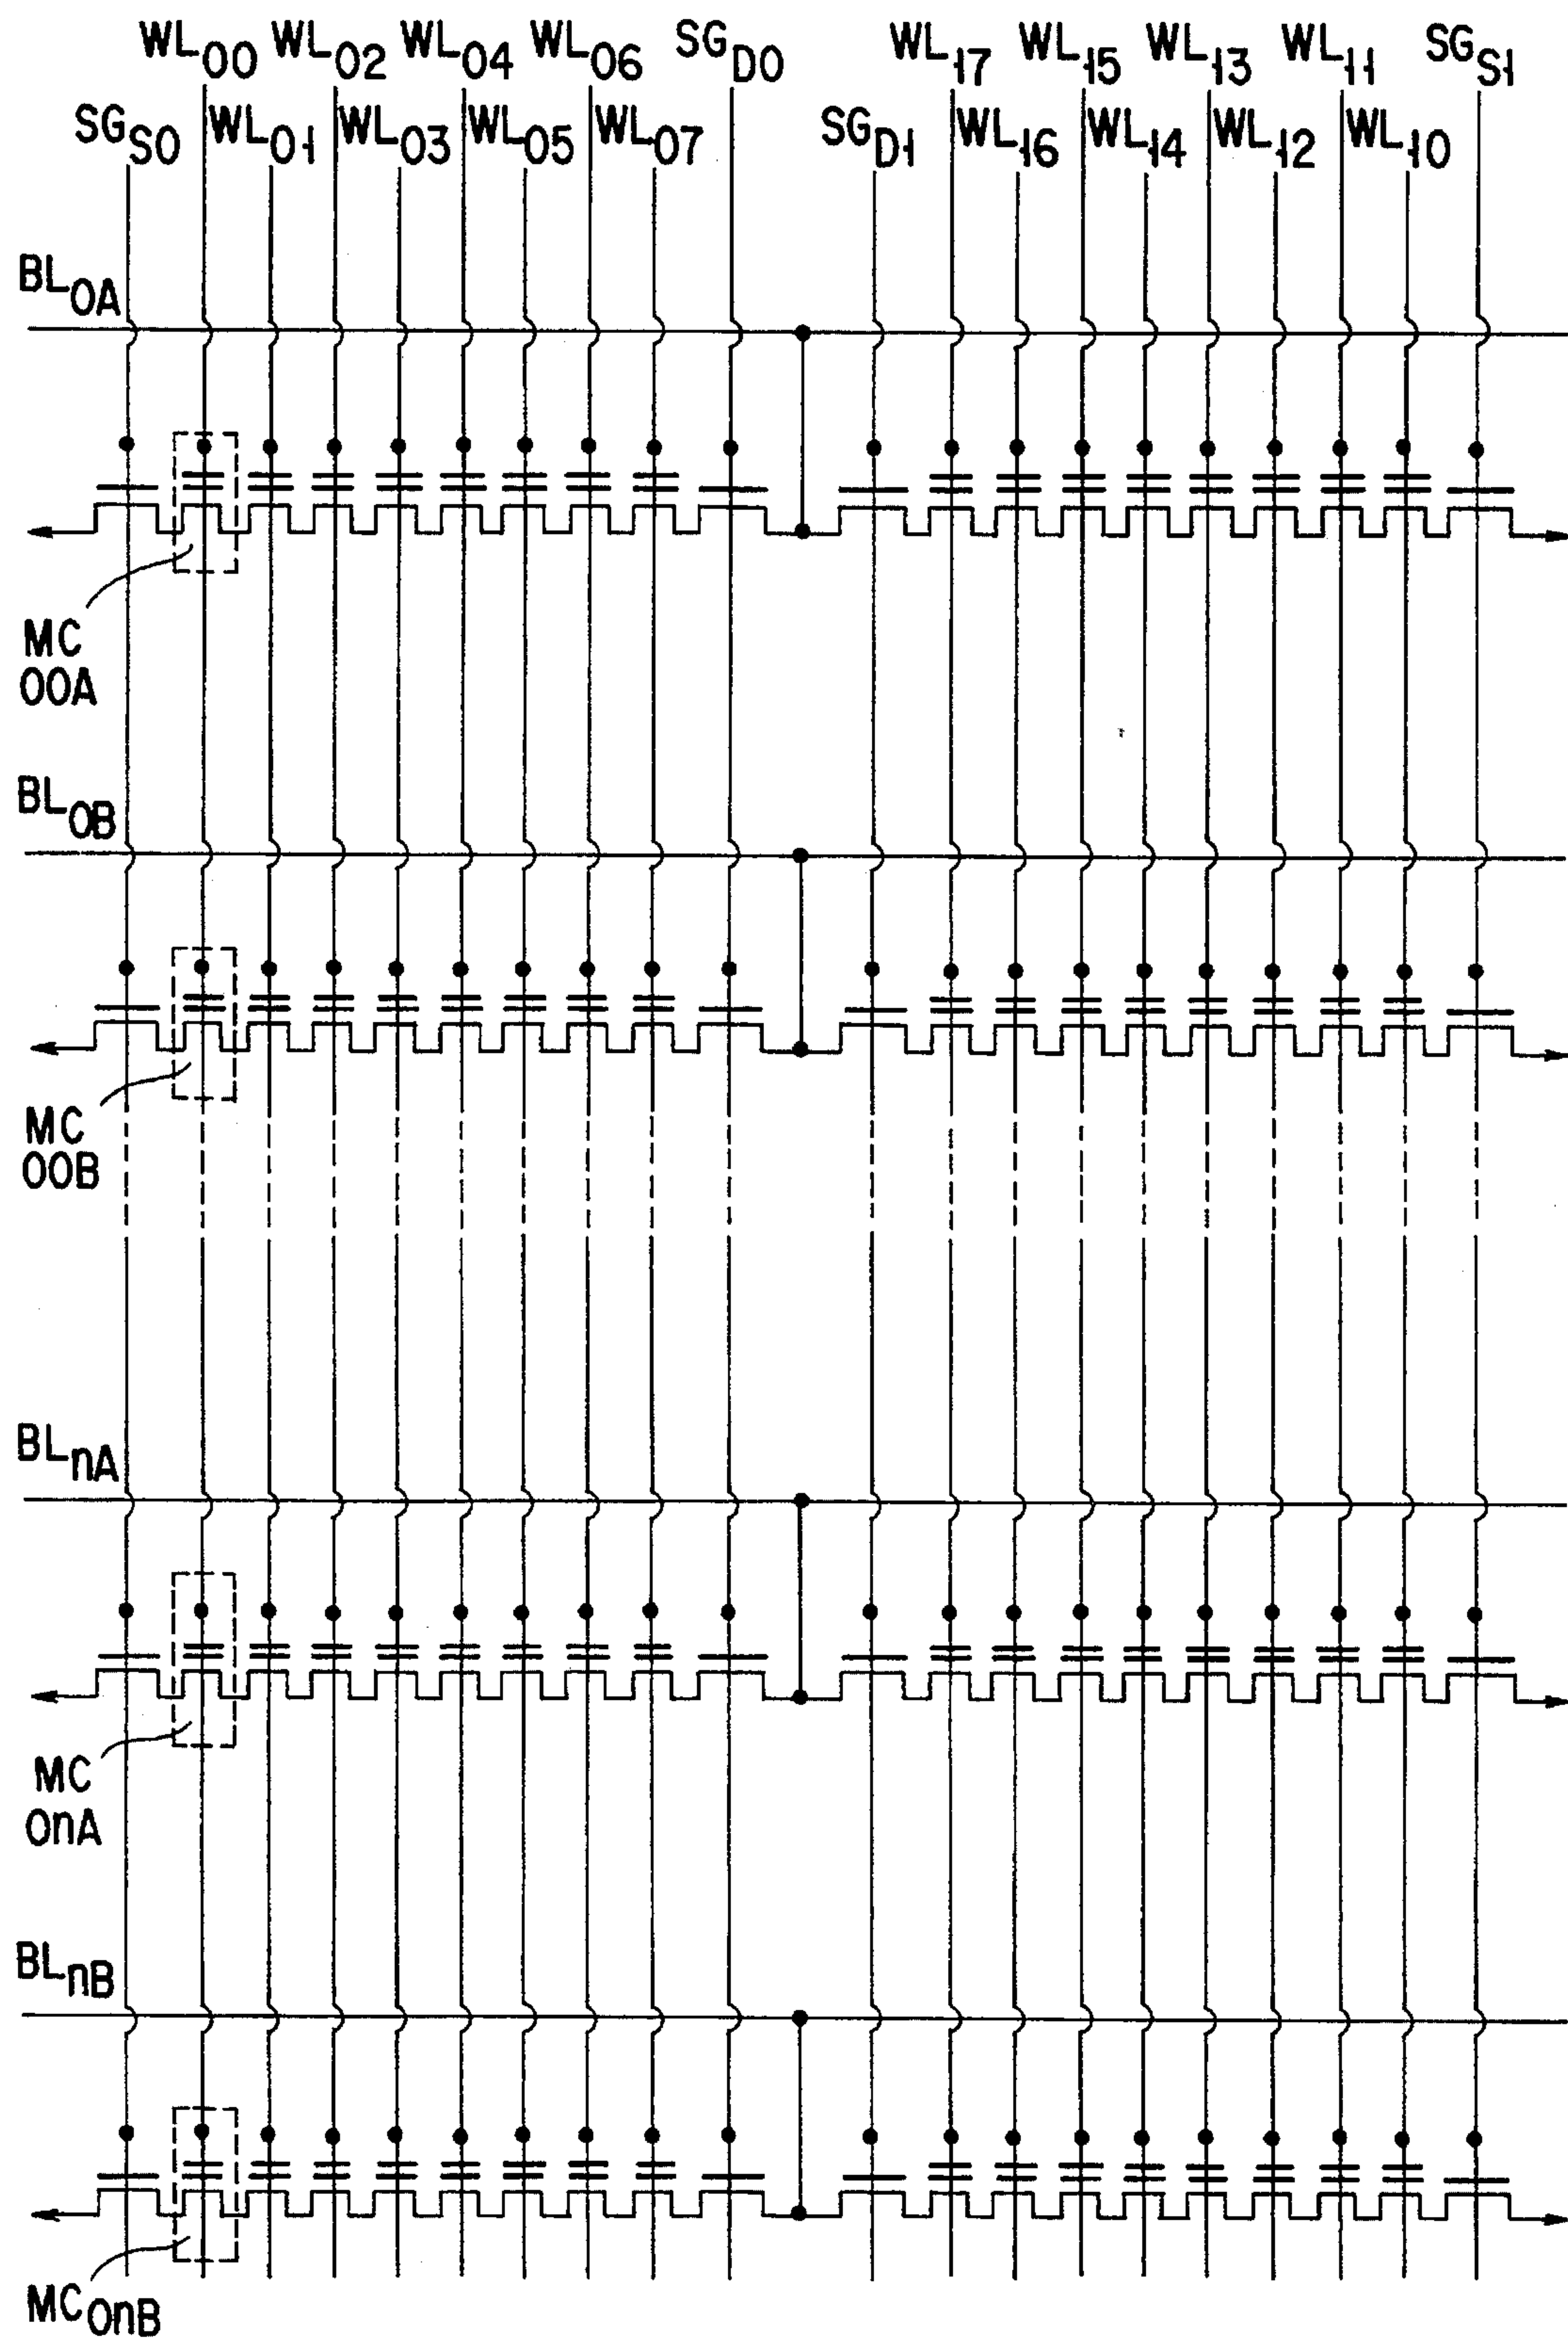 WL00 WL02 WL04 WL06 SGD0 WL17 WL15 WL13 WL11 SGS1
SGS0 WL01 WL03 WL05 WL07 SGD1 WL16 WL14 WL12 WL10
BL0A
MC
00A
BL0B
MC
00B
BLnA
MC
0nA
BLnB
MC0nB